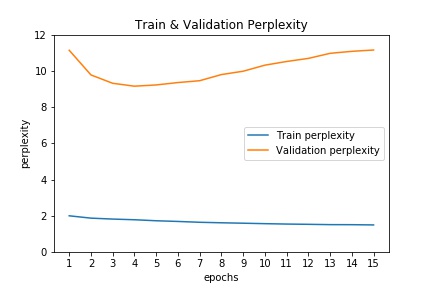 Train & Validation Perplexity
12
10
8
6
4
2
0
perplexity
Train perplexity
Validation perplexity
1 2 3 4 5 6 7 8 9 10 11 12 13 14 15
epochs